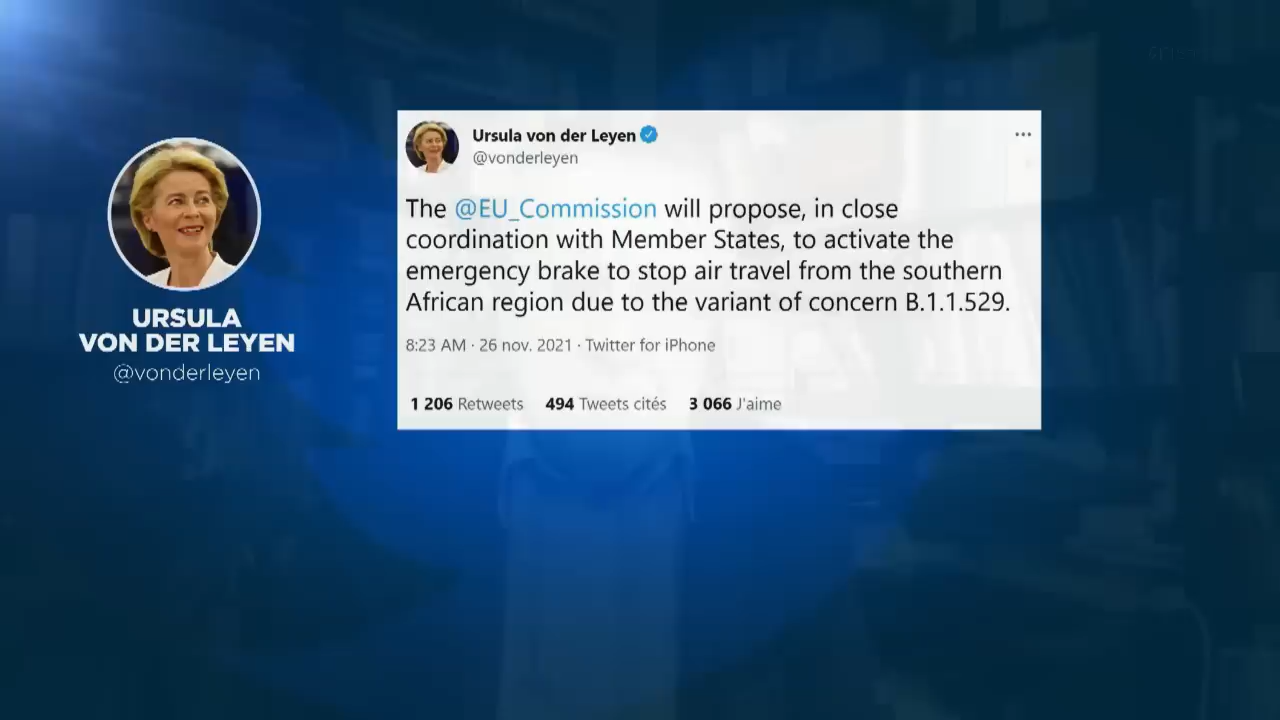 URSULA
VON DER LEYEN
@vonderleyen
Ursula von der Leyen
@vonderleyen
The @EU_Commission will propose, in close
coordination with Member States, to activate the
emergency brake to stop air travel from the southern
African region due to the variant of concern B.1.1.529.
8:23 AM · 26 nov. 2021 · Twitter for iPhone
1 206 Retweets 494 Tweets cités 3 066 J'aime